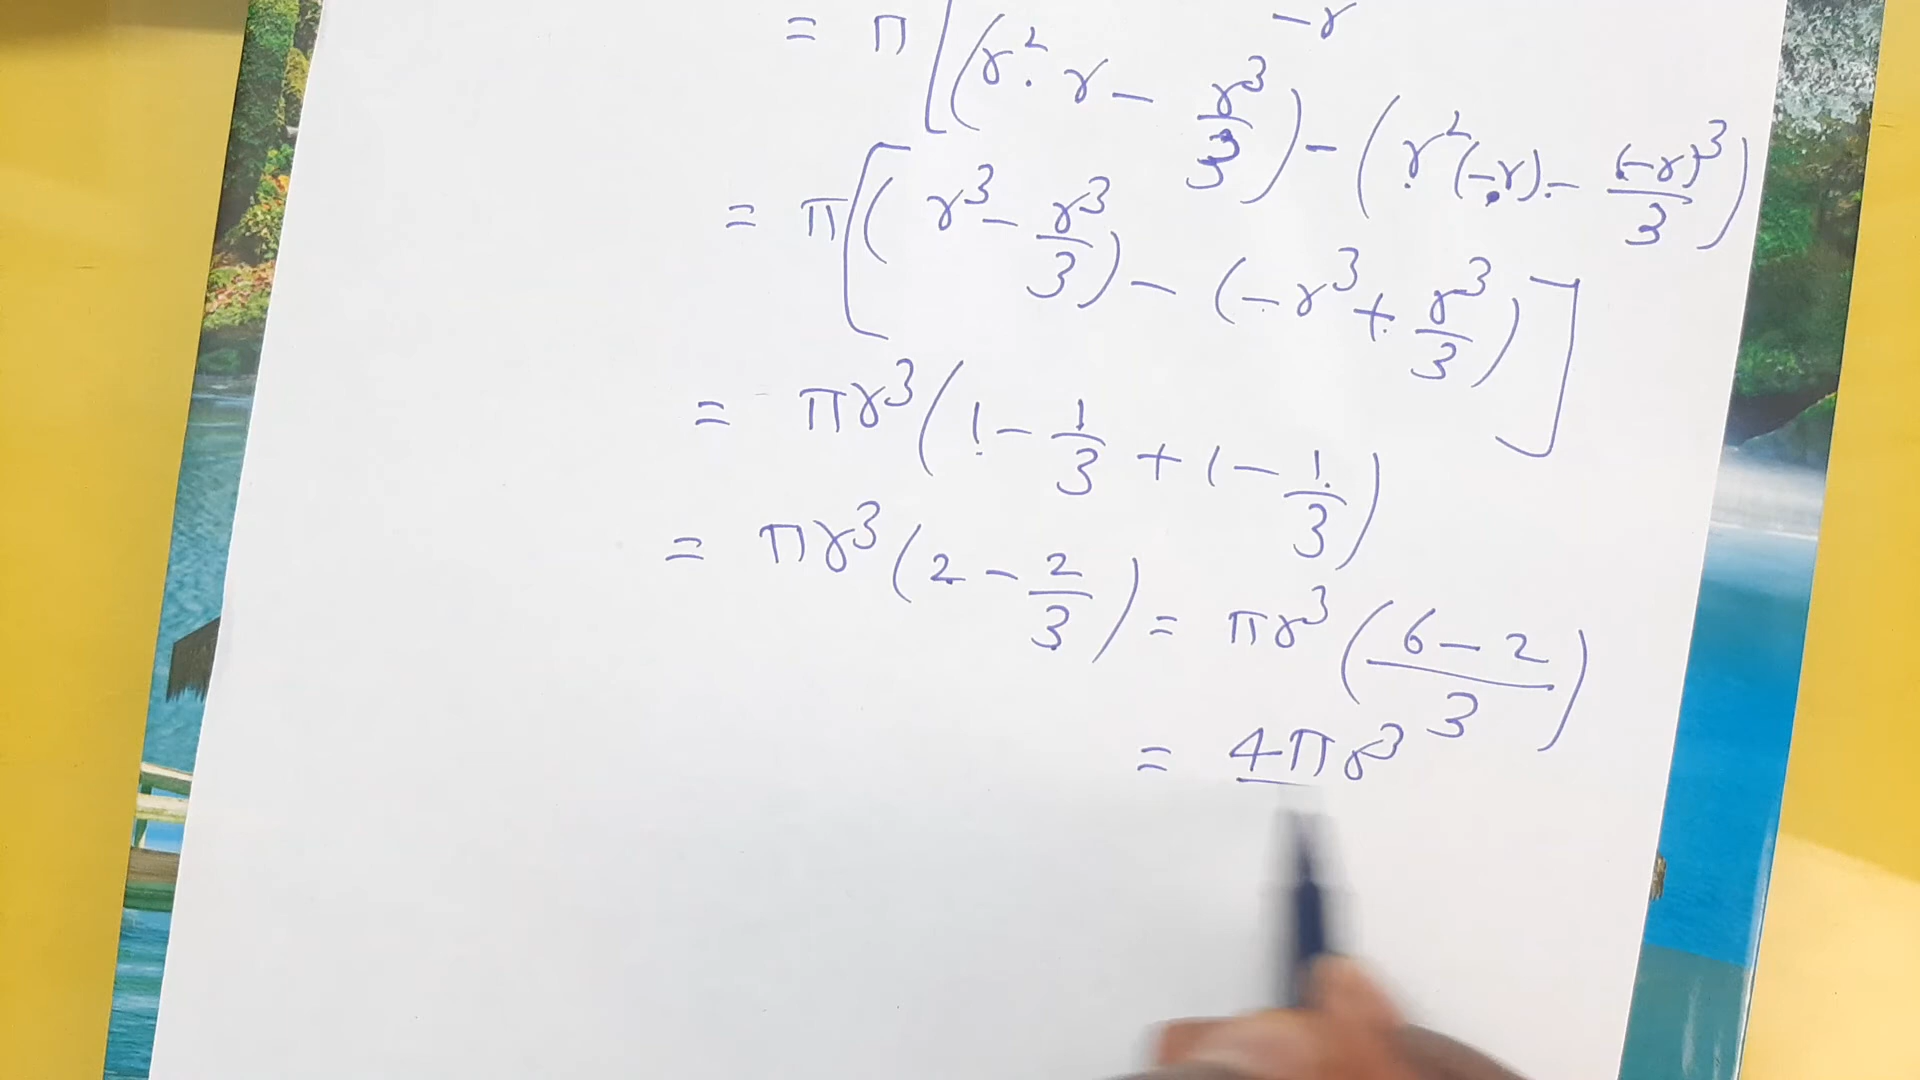 -r
= π[(r².r - r³/3) - (r²(-r) - (-r)³/3)
= π[(r³ - r³/3) - (-r³ + r³/3)]
= πr³(1 - 1/3 + 1 - 1/3)
= πr³(2 - 2/3) = πr³((6 - 2)/3)
= 4πr³